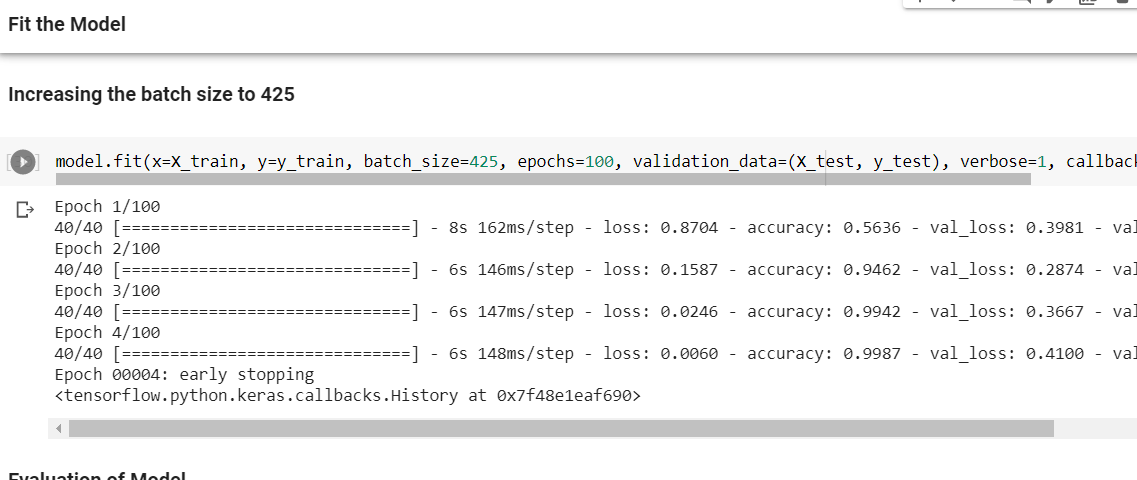 Fit the Model
Increasing the batch size to 425
model.fit(x=X_train, y=y_train, batch_size=425, epochs=100, validation_data=(X_test, y_test), verbose=1, callback
Epoch 1/100
40/40 [==============================] - 8s 162ms/step - loss: 0.8704 - accuracy: 0.5636 - val_loss: 0.3981 - val
Epoch 2/100
40/40 [==============================] - 6s 146ms/step - loss: 0.1587 - accuracy: 0.9462 - val_loss: 0.2874 - val
Epoch 3/100
40/40 [==============================] - 6s 147ms/step - loss: 0.0246 - accuracy: 0.9942 - val_loss: 0.3667 - val
Epoch 4/100
40/40 [==============================] - 6s 148ms/step - loss: 0.0060 - accuracy: 0.9987 - val_loss: 0.4100 - val
Epoch 00004: early stopping
<tensorflow.python.keras.callbacks.History at 0x7f48e1eaf690>
Evaluation of Model